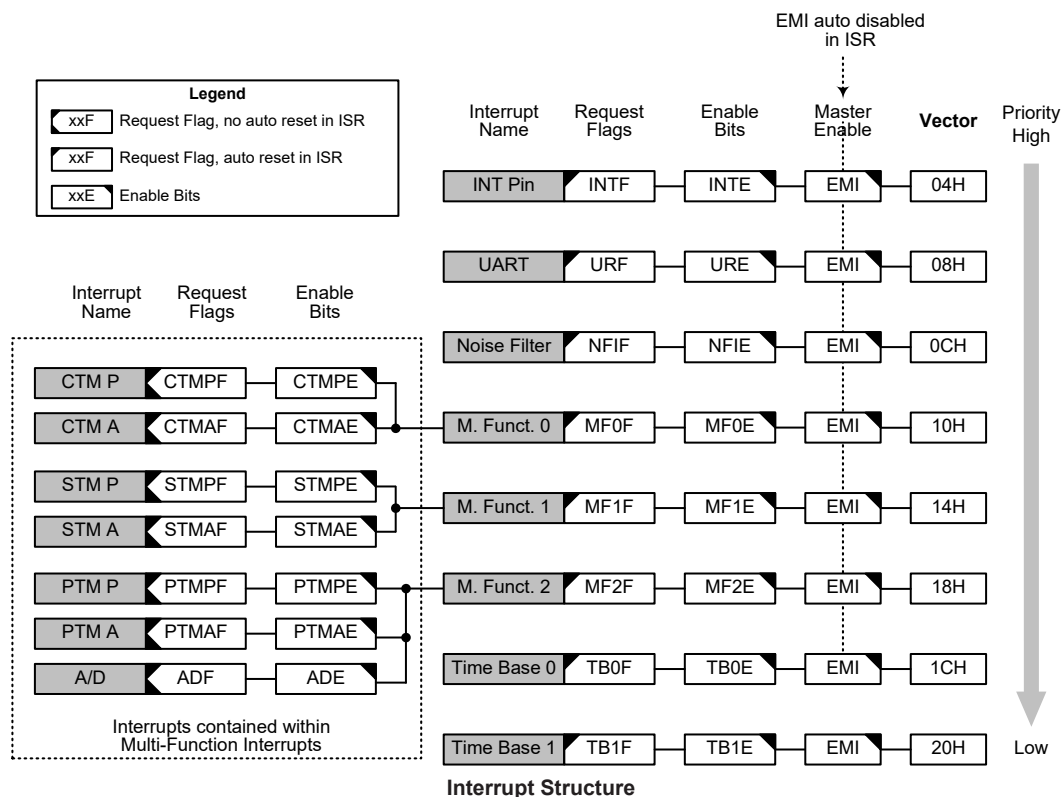 EMI auto disabled
in ISR
Legend
xxF Request Flag, no auto reset in ISR
xxF Request Flag, auto reset in ISR
xxE Enable Bits
Interrupt Name Request Flags Enable Bits Master Enable Vector Priority High
INT Pin INTF INTE EMI 04H
UART URF URE EMI 08H
Noise Filter NFIF NFIE EMI 0CH
M. Funct. 0 MF0F MF0E EMI 10H
M. Funct. 1 MF1F MF1E EMI 14H
M. Funct. 2 MF2F MF2E EMI 18H
Time Base 0 TB0F TB0E EMI 1CH
Time Base 1 TB1F TB1E EMI 20H Low
Interrupt Name Request Flags Enable Bits
CTM P CTMPF CTMPE
CTM A CTMAF CTMAE
STM P STMPF STMPE
STM A STMAF STMAE
PTM P PTMPF PTMPE
PTM A PTMAF PTMAE
A/D ADF ADE
Interrupts contained within
Multi-Function Interrupts
Interrupt Structure